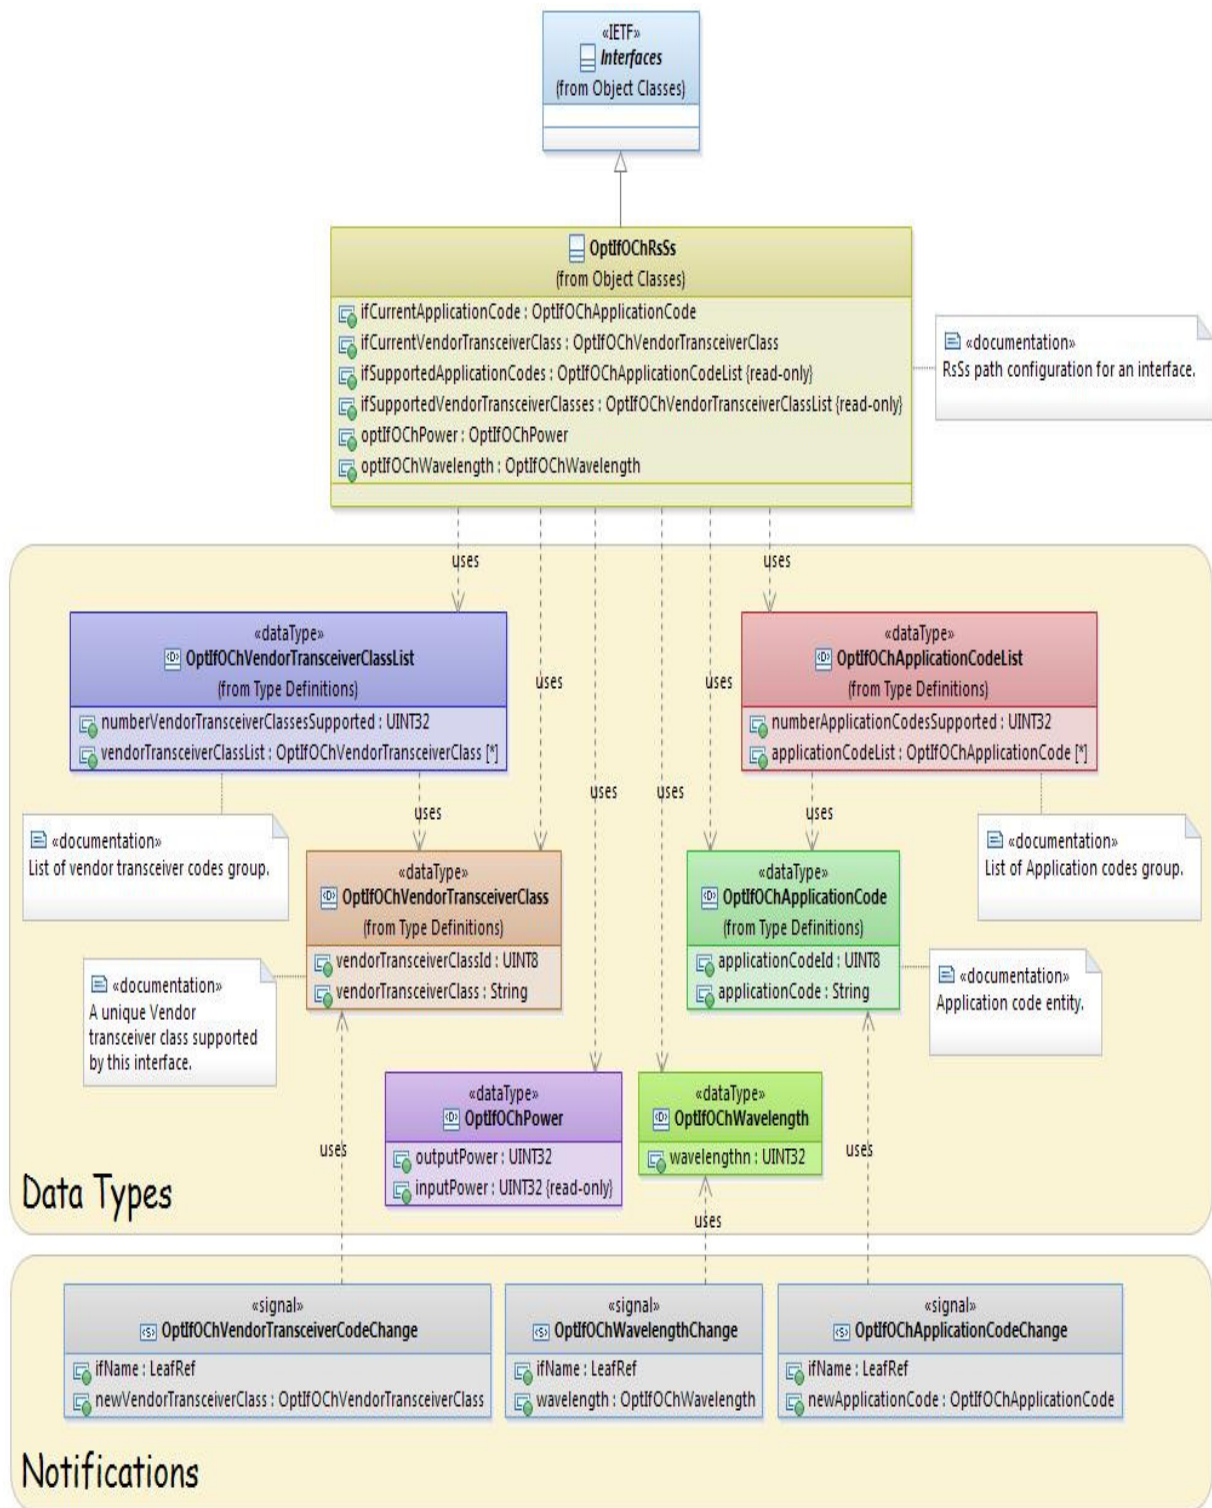 «IETF»
Interfaces
(from Object Classes)
OptIfOChRsSs
(from Object Classes)
ifCurrentApplicationCode : OptIfOChApplicationCode
ifCurrentVendorTransceiverClass : OptIfOChVendorTransceiverClass
ifSupportedApplicationCodes : OptIfOChApplicationCodeList {read-only}
ifSupportedVendorTransceiverClasses : OptIfOChVendorTransceiverClassList {read-only}
optIfOChPower : OptIfOChPower
optIfOChWavelength : OptIfOChWavelength
«documentation»
RsSs path configuration for an interface.
uses
uses
«dataType»
<D> OptIfOChVendorTransceiverClassList
(from Type Definitions)
numberVendorTransceiverClassesSupported : UINT32
vendorTransceiverClassList : OptIfOChVendorTransceiverClass [*]
uses
uses
«dataType»
<D> OptIfOChApplicationCodeList
(from Type Definitions)
numberApplicationCodesSupported : UINT32
applicationCodeList : OptIfOChApplicationCode [*]
uses
uses
uses
uses
«documentation»
List of vendor transceiver codes group.
«documentation»
List of Application codes group.
«dataType»
<D> OptIfOChVendorTransceiverClass
(from Type Definitions)
vendorTransceiverClassId : UINT8
vendorTransceiverClass : String
«dataType»
<D> OptIfOChApplicationCode
(from Type Definitions)
applicationCodeId : UINT8
applicationCode : String
«documentation»
A unique Vendor
transceiver class supported
by this interface.
«documentation»
Application code entity.
«dataType»
<D> OptIfOChPower
outputPower : UINT32
inputPower : UINT32 {read-only}
«dataType»
<D> OptIfOChWavelength
wavelengthn : UINT32
uses
uses
uses
Data Types
«signal»
<S> OptIfOChVendorTransceiverCodeChange
ifName : LeafRef
newVendorTransceiverClass : OptIfOChVendorTransceiverClass
«signal»
<S> OptIfOChWavelengthChange
ifName : LeafRef
wavelength : OptIfOChWavelength
«signal»
<S> OptIfOChApplicationCodeChange
ifName : LeafRef
newApplicationCode : OptIfOChApplicationCode
Notifications